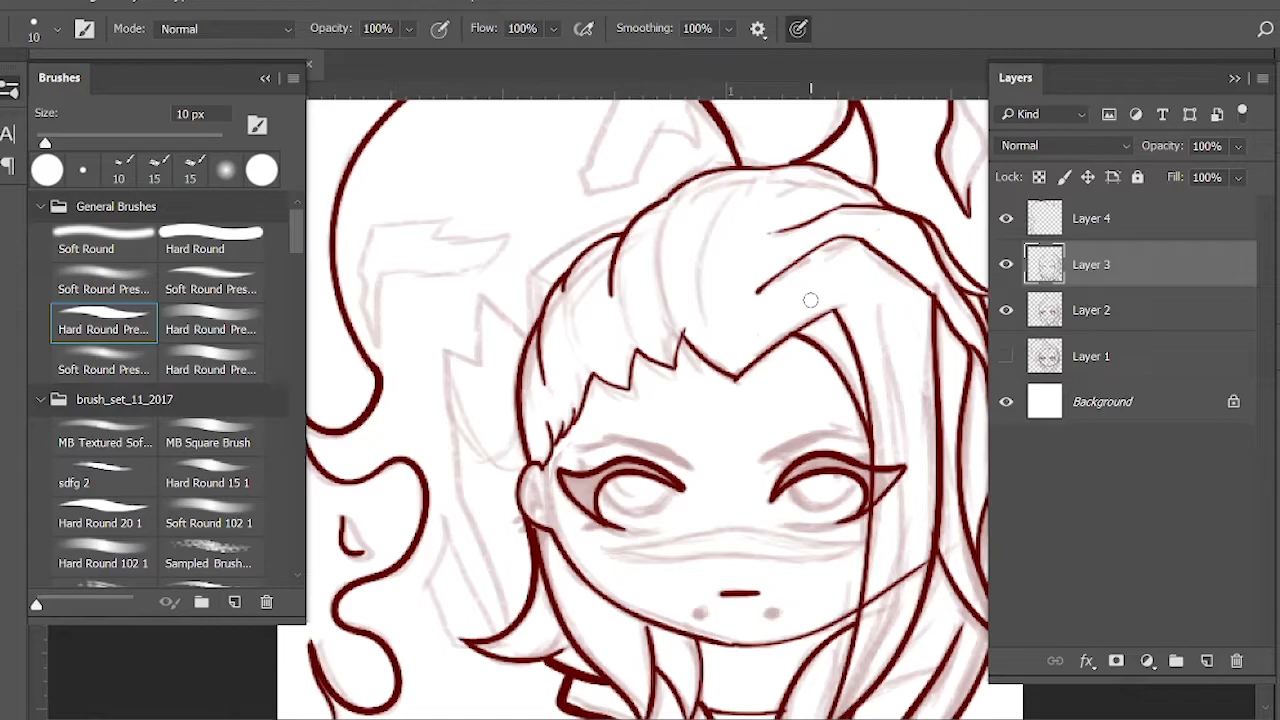 10 Mode: Normal Opacity: 100% Flow: 100% Smoothing: 100%
Brushes
Size: 10 px
10 15 15
General Brushes
Soft Round Hard Round
Soft Round Pres... Soft Round Pres...
Hard Round Pre... Hard Round Pre...
Soft Round Pres... Hard Round Pre...
brush_set_11_2017
MB Textured Sof... MB Square Brush
sdfg 2 Hard Round 15 1
Hard Round 20 1 Soft Round 102 1
Hard Round 102 1 Sampled Brush...
A
1
Layers
Kind
Normal Opacity: 100%
Lock: Fill: 100%
Layer 4
Layer 3
Layer 2
Layer 1
Background
fx